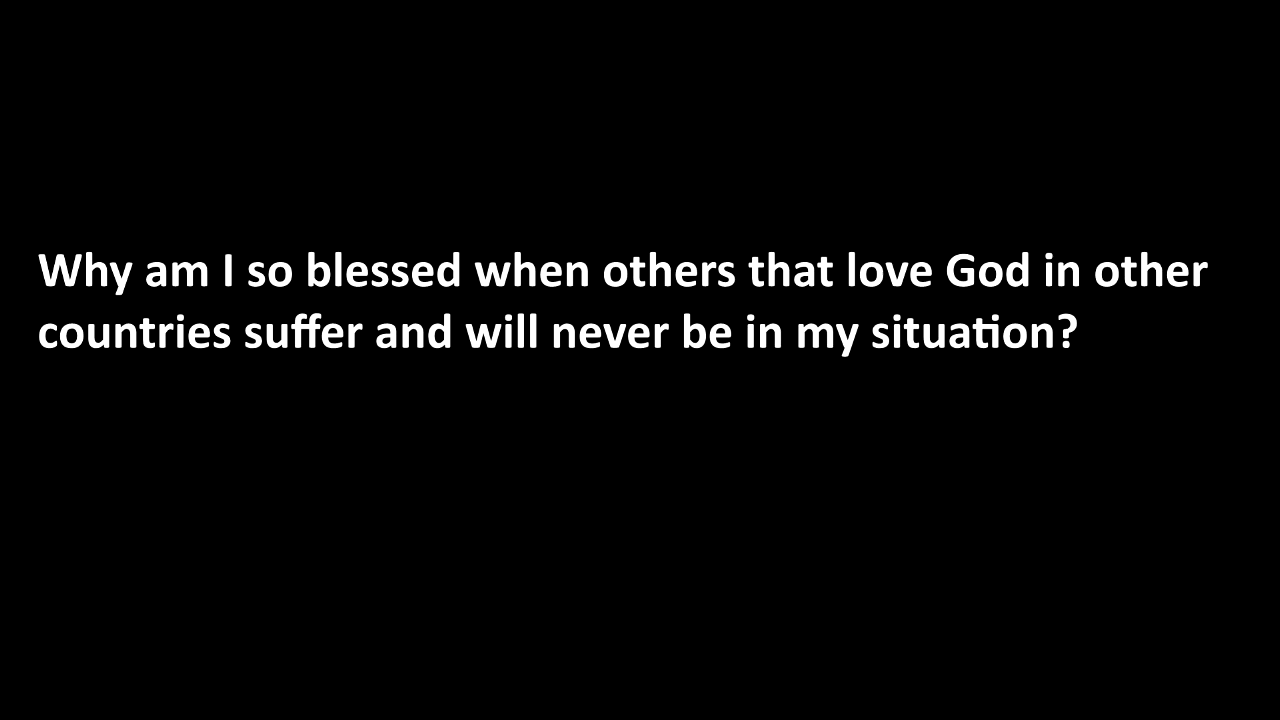 Why am I so blessed when others that love God in other
countries suffer and will never be in my situation?